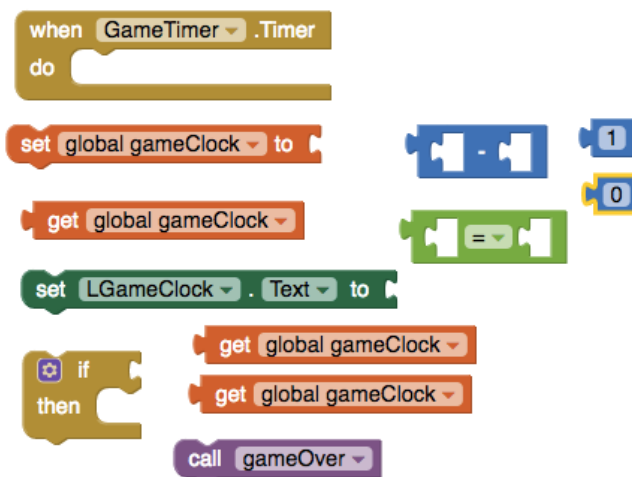 when GameTimer .Timer
do
set global gameClock to
-
1
get global gameClock
0
=
set LGameClock . Text to
if
then
get global gameClock
get global gameClock
call gameOver